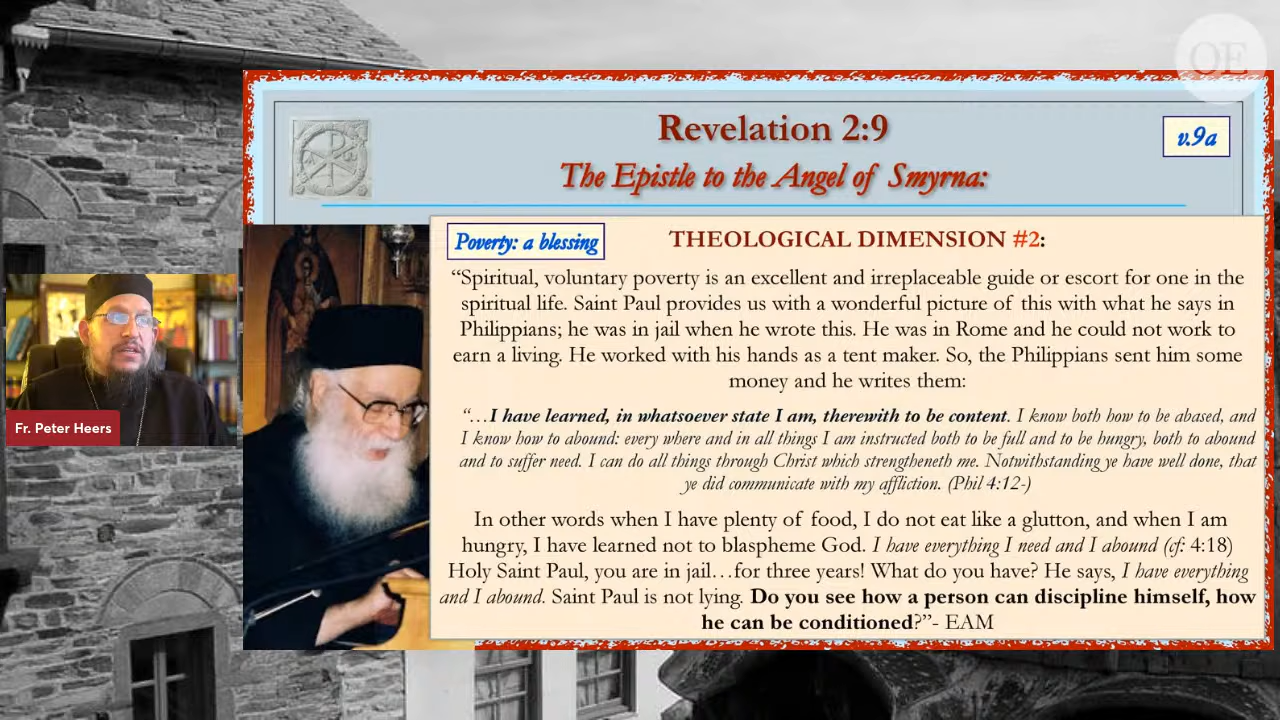 OE
Revelation 2:9
v.9a
The Epistle to the Angel of Smyrna:
Poverty: a blessing
THEOLOGICAL DIMENSION #2:
“Spiritual, voluntary poverty is an excellent and irreplaceable guide or escort for one in the
spiritual life. Saint Paul provides us with a wonderful picture of this with what he says in
Philippians; he was in jail when he wrote this. He was in Rome and he could not work to
earn a living. He worked with his hands as a tent maker. So, the Philippians sent him some
money and he writes them:
“…I have learned, in whatsoever state I am, therewith to be content. I know both how to be abased, and
I know how to abound: every where and in all things I am instructed both to be full and to be hungry, both to abound
and to suffer need. I can do all things through Christ which strengtheneth me. Notwithstanding ye have well done, that
ye did communicate with my affliction. (Phil 4:12-)
In other words when I have plenty of food, I do not eat like a glutton, and when I am
hungry, I have learned not to blaspheme God. I have everything I need and I abound (cf: 4:18)
Holy Saint Paul, you are in jail…for three years! What do you have? He says, I have everything
and I abound. Saint Paul is not lying. Do you see how a person can discipline himself, how
he can be conditioned?”- EAM
Fr. Peter Heers